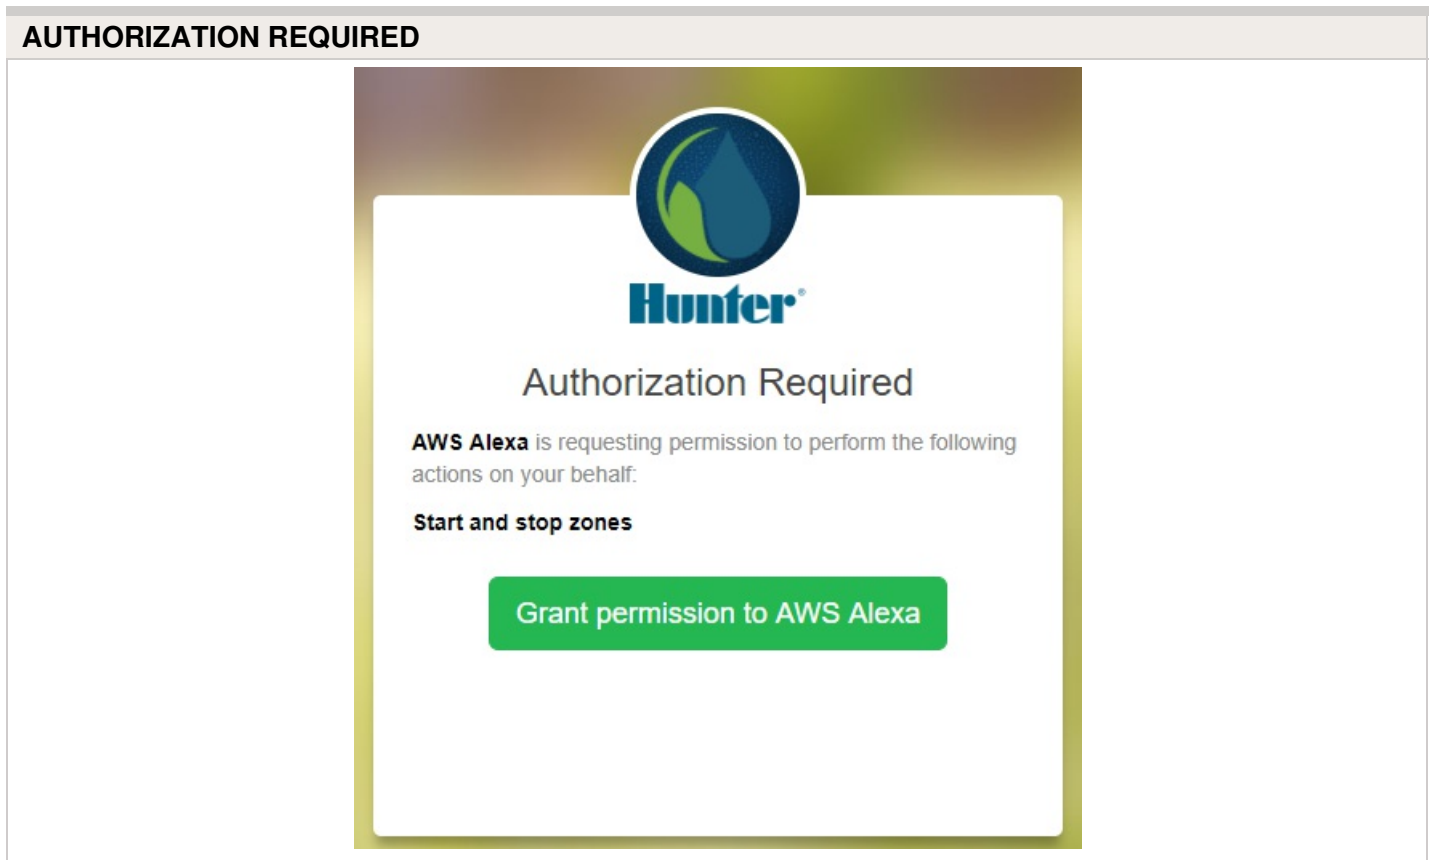 AUTHORIZATION REQUIRED
Hunter®
Authorization Required
AWS Alexa is requesting permission to perform the following
actions on your behalf:
Start and stop zones
Grant permission to AWS Alexa